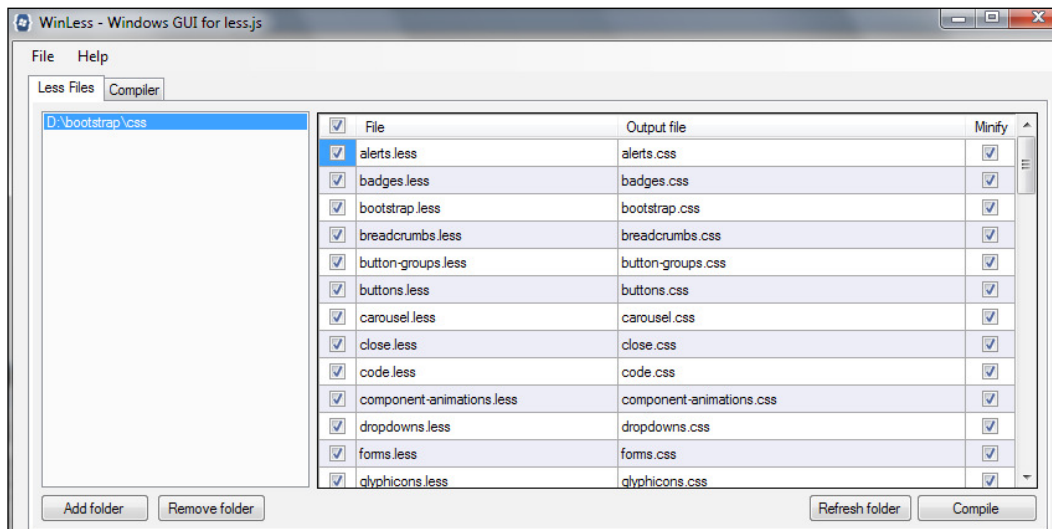 WinLess - Windows GUI for less.js
File Help
Less Files Compiler
D:\bootstrap\css
File Output file Minify
alerts.less alerts.css
badges.less badges.css
bootstrap.less bootstrap.css
breadcrumbs.less breadcrumbs.css
button-groups.less button-groups.css
buttons.less buttons.css
carousel.less carousel.css
close.less close.css
code.less code.css
component-animations.less component-animations.css
dropdowns.less dropdowns.css
forms.less forms.css
glyphicons.less glyphicons.css
Add folder Remove folder Refresh folder Compile